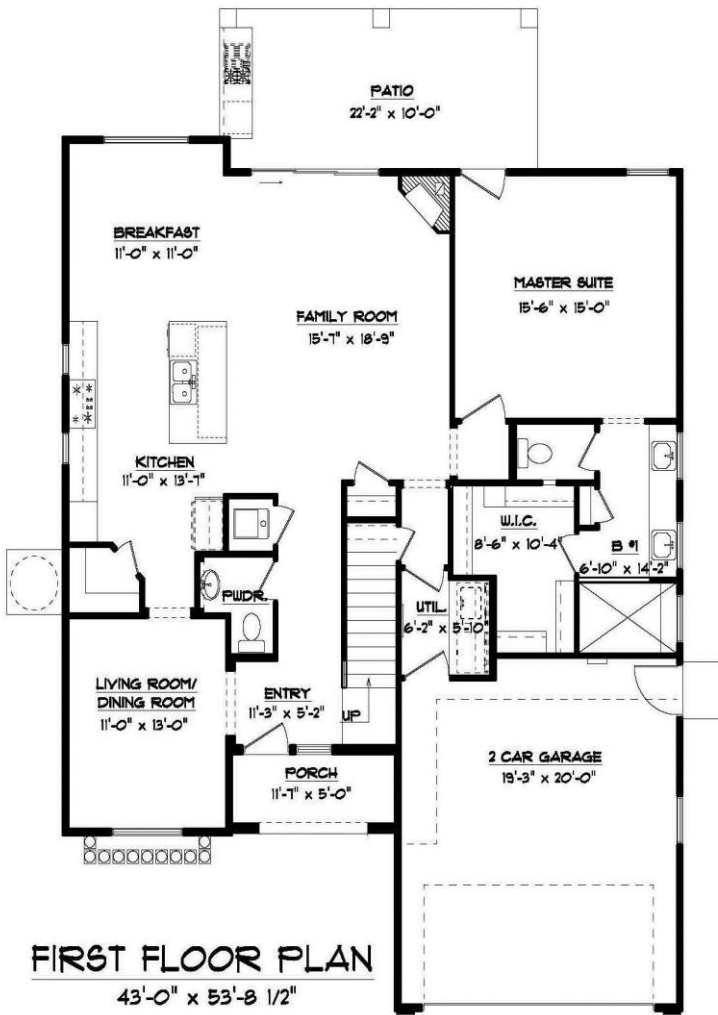 PATIO
22'-2" x 10'-0"
BREAKFAST
11'-0" x 11'-0"
MASTER SUITE
15'-6" x 15'-0"
FAMILY ROOM
15'-7" x 18'-9"
KITCHEN
11'-0" x 13'-7"
W.I.C.
8'-6" x 10'-4"
B #1
6'-10" x 14'-2"
PWDR.
UTIL.
6'-2" x 5'-10"
LIVING ROOM/
DINING ROOM
11'-0" x 13'-0"
ENTRY
11'-3" x 5'-2"
UP
PORCH
11'-7" x 5'-0"
2 CAR GARAGE
19'-3" x 20'-0"
FIRST FLOOR PLAN
43'-0" x 53'-8 1/2"